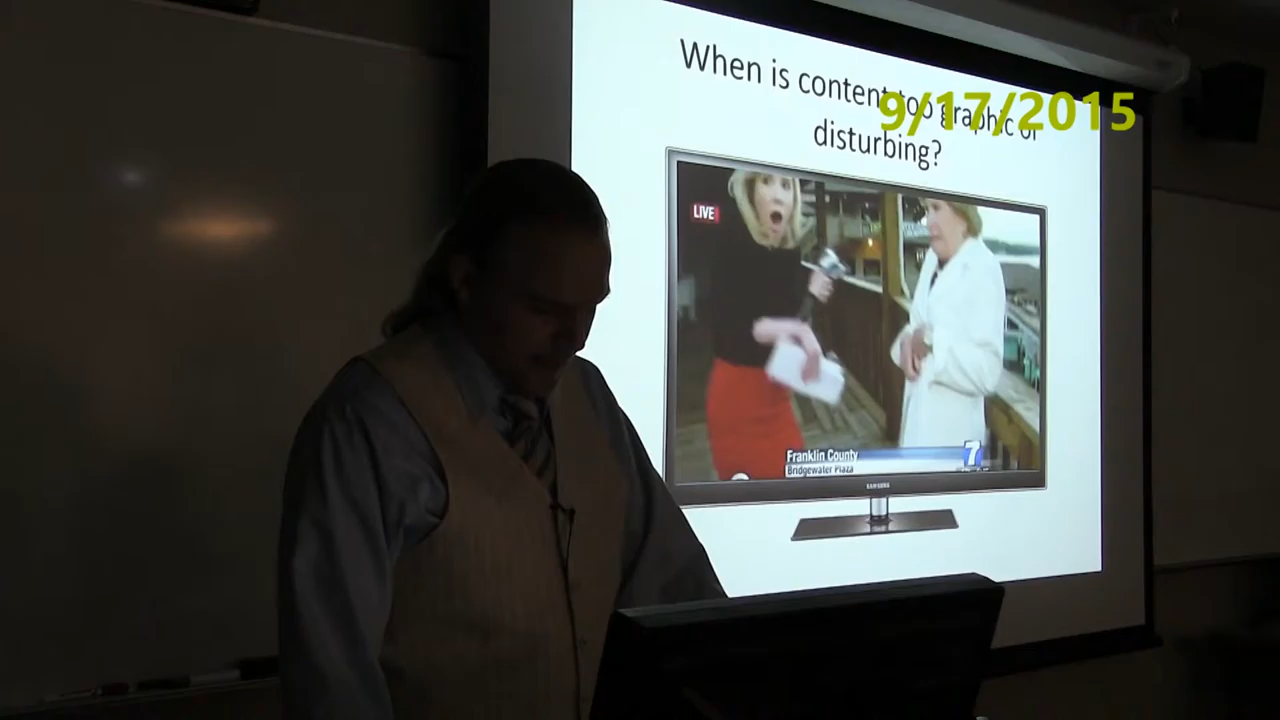 When is content too graphic or
disturbing?
9/17/2015
LIVE
Franklin County
Bridgewater Plaza
7
SAMSUNG